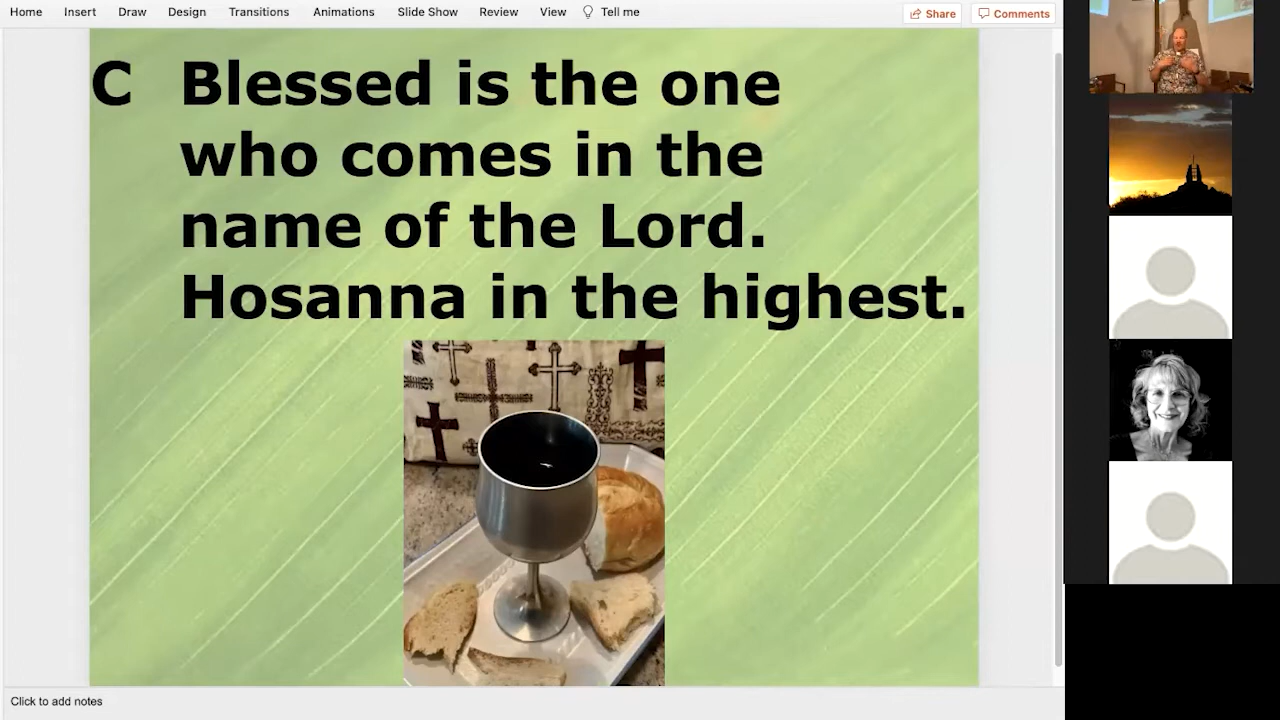 Home Insert Draw Design Transitions Animations Slide Show Review View Tell me Share Comments
C Blessed is the one
who comes in the
name of the Lord.
Hosanna in the highest.
Click to add notes